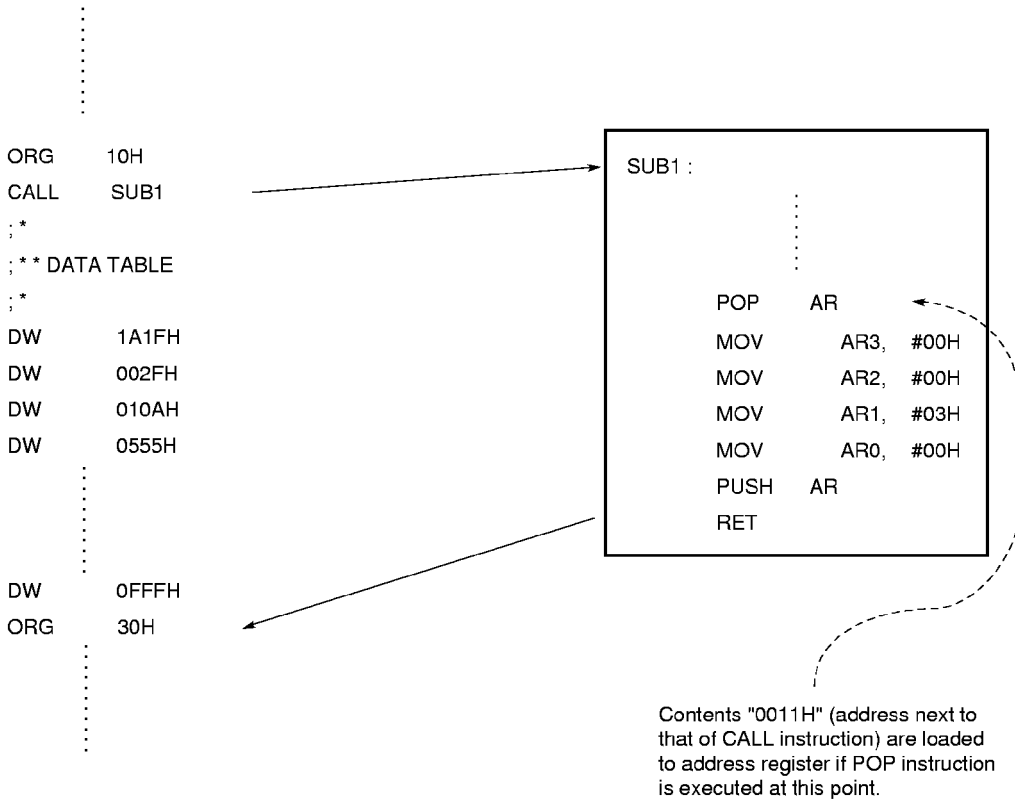 ORG 10H
CALL SUB1
; *
; * * DATA TABLE
; *
DW 1A1FH
DW 002FH
DW 010AH
DW 0555H
DW 0FFFH
ORG 30H
SUB1 :
POP AR
MOV AR3, #00H
MOV AR2, #00H
MOV AR1, #03H
MOV AR0, #00H
PUSH AR
RET
Contents "0011H" (address next to
that of CALL instruction) are loaded
to address register if POP instruction
is executed at this point.